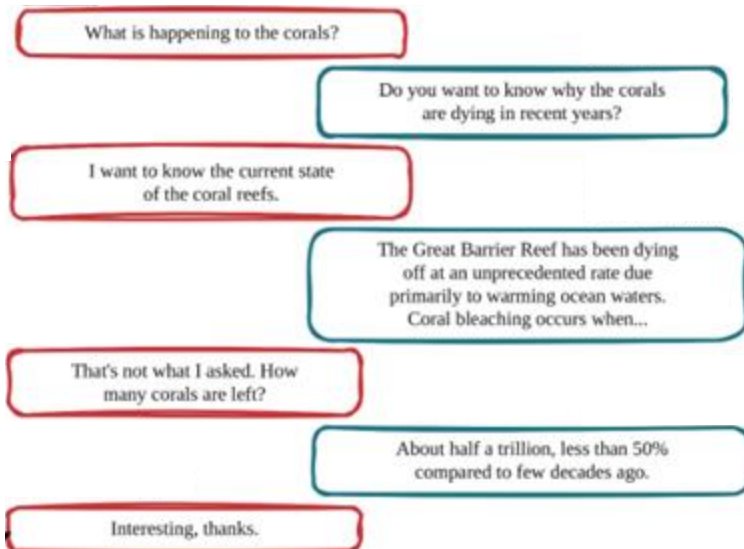 What is happening to the corals?
Do you want to know why the corals
are dying in recent years?
I want to know the current state
of the coral reefs.
The Great Barrier Reef has been dying
off at an unprecedented rate due
primarily to warming ocean waters.
Coral bleaching occurs when...
That's not what I asked. How
many corals are left?
About half a trillion, less than 50%
compared to few decades ago.
Interesting, thanks.